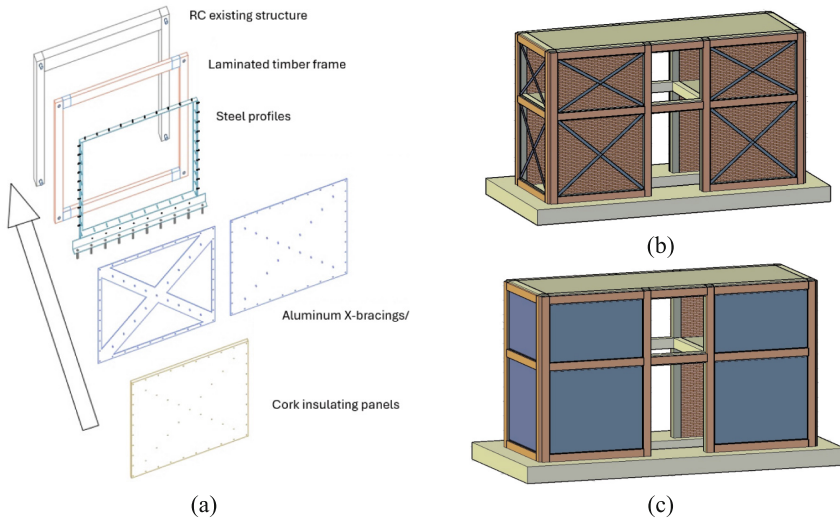 RC existing structure
Laminated timber frame
Steel profiles
Aluminum X-bracings/
Cork insulating panels
(a)
(b)
(c)